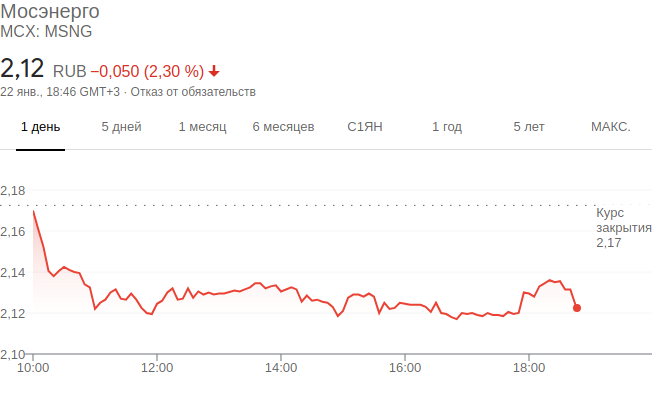 Мосэнерго
MCX: MSNG
2,12 RUB −0,050 (2,30 %)
22 янв., 18:46 GMT+3 · Отказ от обязательств
1 день 5 дней 1 месяц 6 месяцев С1ЯН 1 год 5 лет МАКС.
2,18
Курс
закрытия
2,17
2,16
2,14
2,12
2,10
10:00 12:00 14:00 16:00 18:00